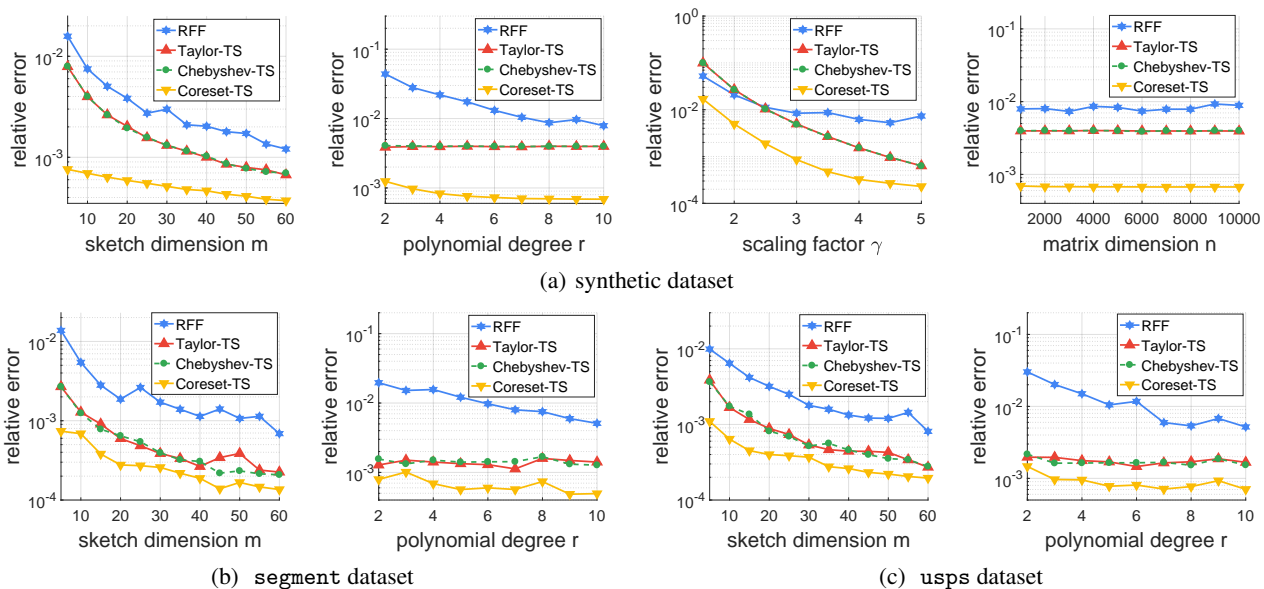 relative error
10^-2
10^-3
10 20 30 40 50 60
sketch dimension m
RFF
Taylor-TS
Chebyshev-TS
Coreset-TS
relative error
10^-1
10^-2
10^-3
2 4 6 8 10
polynomial degree r
RFF
Taylor-TS
Chebyshev-TS
Coreset-TS
relative error
10^0
10^-2
10^-4
2 3 4 5
scaling factor γ
RFF
Taylor-TS
Chebyshev-TS
Coreset-TS
relative error
10^-1
10^-2
10^-3
2000 4000 6000 8000 10000
matrix dimension n
RFF
Taylor-TS
Chebyshev-TS
Coreset-TS
(a) synthetic dataset
relative error
10^-2
10^-3
10^-4
10 20 30 40 50 60
sketch dimension m
RFF
Taylor-TS
Chebyshev-TS
Coreset-TS
relative error
10^-1
10^-2
10^-3
2 4 6 8 10
polynomial degree r
RFF
Taylor-TS
Chebyshev-TS
Coreset-TS
(b) segment dataset
relative error
10^-2
10^-3
10^-4
10 20 30 40 50 60
sketch dimension m
RFF
Taylor-TS
Chebyshev-TS
Coreset-TS
relative error
10^-1
10^-2
10^-3
2 4 6 8 10
polynomial degree r
RFF
Taylor-TS
Chebyshev-TS
Coreset-TS
(c) usps dataset